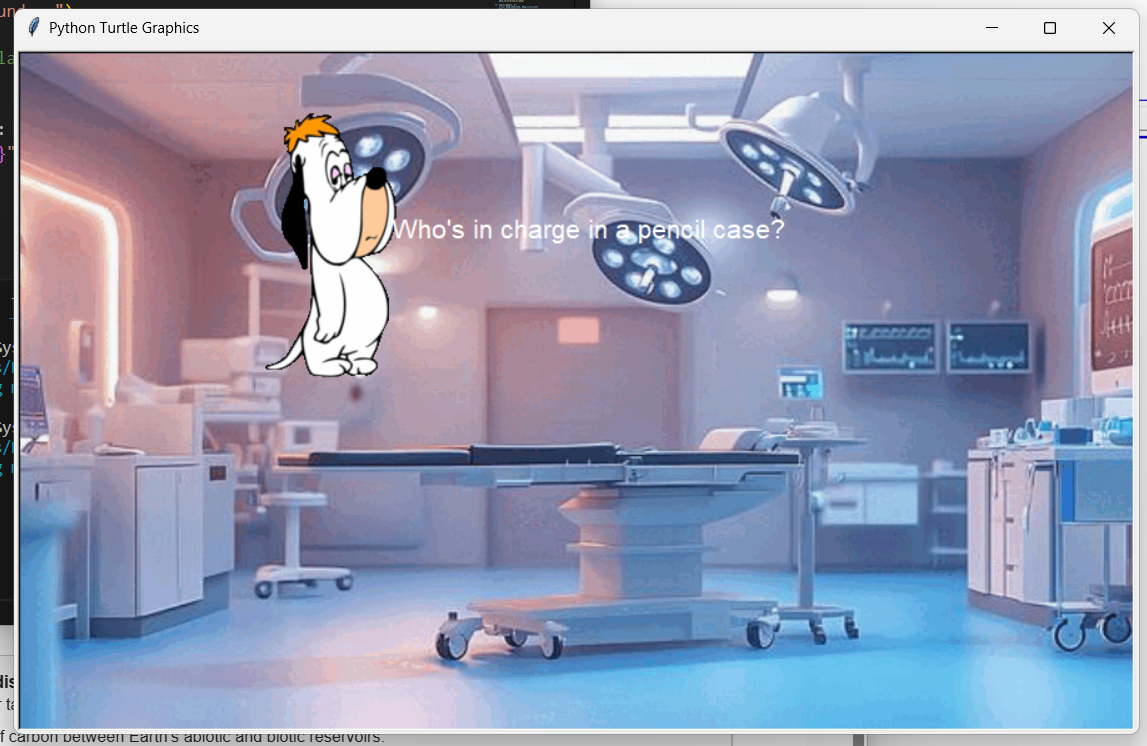 Python Turtle Graphics
Who's in charge in a pencil case?
f carbon between Earth's abiotic and biotic reservoirs.